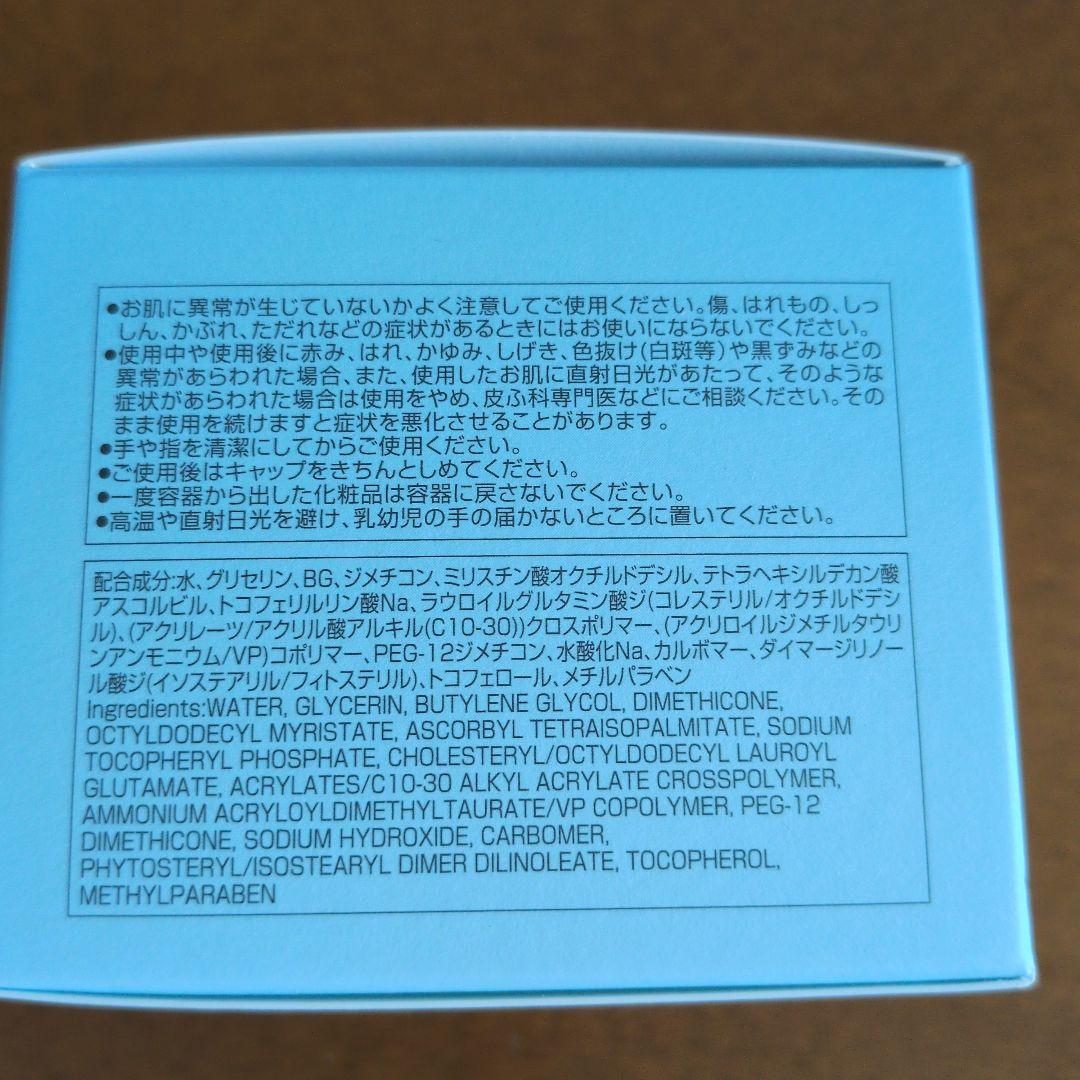 ●お肌に異常が生じていないかよく注意してご使用ください。傷、はれもの、しっ
しん、かぶれ、ただれなどの症状があるときにはお使いにならないでください。
●使用中や使用後に赤み、はれ、かゆみ、しげき、色抜け(白斑等)や黒ずみなどの
異常があらわれた場合、また、使用したお肌に直射日光があたって、そのような
症状があらわれた場合は使用をやめ、皮ふ科専門医などにご相談ください。その
まま使用を続けますと症状を悪化させることがあります。
●手や指を清潔にしてからご使用ください。
●ご使用後はキャップをきちんとしめてください。
●一度容器から出した化粧品は容器に戻さないでください。
●高温や直射日光を避け、乳幼児の手の届かないところに置いてください。
配合成分:水、グリセリン、BG、ジメチコン、ミリスチン酸オクチルドデシル、テトラヘキシルデカン酸
アスコルビル、トコフェリルリン酸Na、ラウロイルグルタミン酸ジ(コレステリル/オクチルドデシ
ル)、(アクリレーツ/アクリル酸アルキル(C10-30))クロスポリマー、(アクリロイルジメチルタウリ
ンアンモニウム/VP)コポリマー、PEG-12ジメチコン、水酸化Na、カルボマー、ダイマージリノー
ル酸ジ(イソステアリル/フィトステリル)、トコフェロール、メチルパラベン
Ingredients:WATER, GLYCERIN, BUTYLENE GLYCOL, DIMETHICONE,
OCTYLDODECYL MYRISTATE, ASCORBYL TETRAISOPALMITATE, SODIUM
TOCOPHERYL PHOSPHATE, CHOLESTERYL/OCTYLDODECYL LAUROYL
GLUTAMATE, ACRYLATES/C10-30 ALKYL ACRYLATE CROSSPOLYMER,
AMMONIUM ACRYLOYLDIMETHYLTAURATE/VP COPOLYMER, PEG-12
DIMETHICONE, SODIUM HYDROXIDE, CARBOMER,
PHYTOSTERYL/ISOSTEARYL DIMER DILINOLEATE, TOCOPHEROL,
METHYLPARABEN